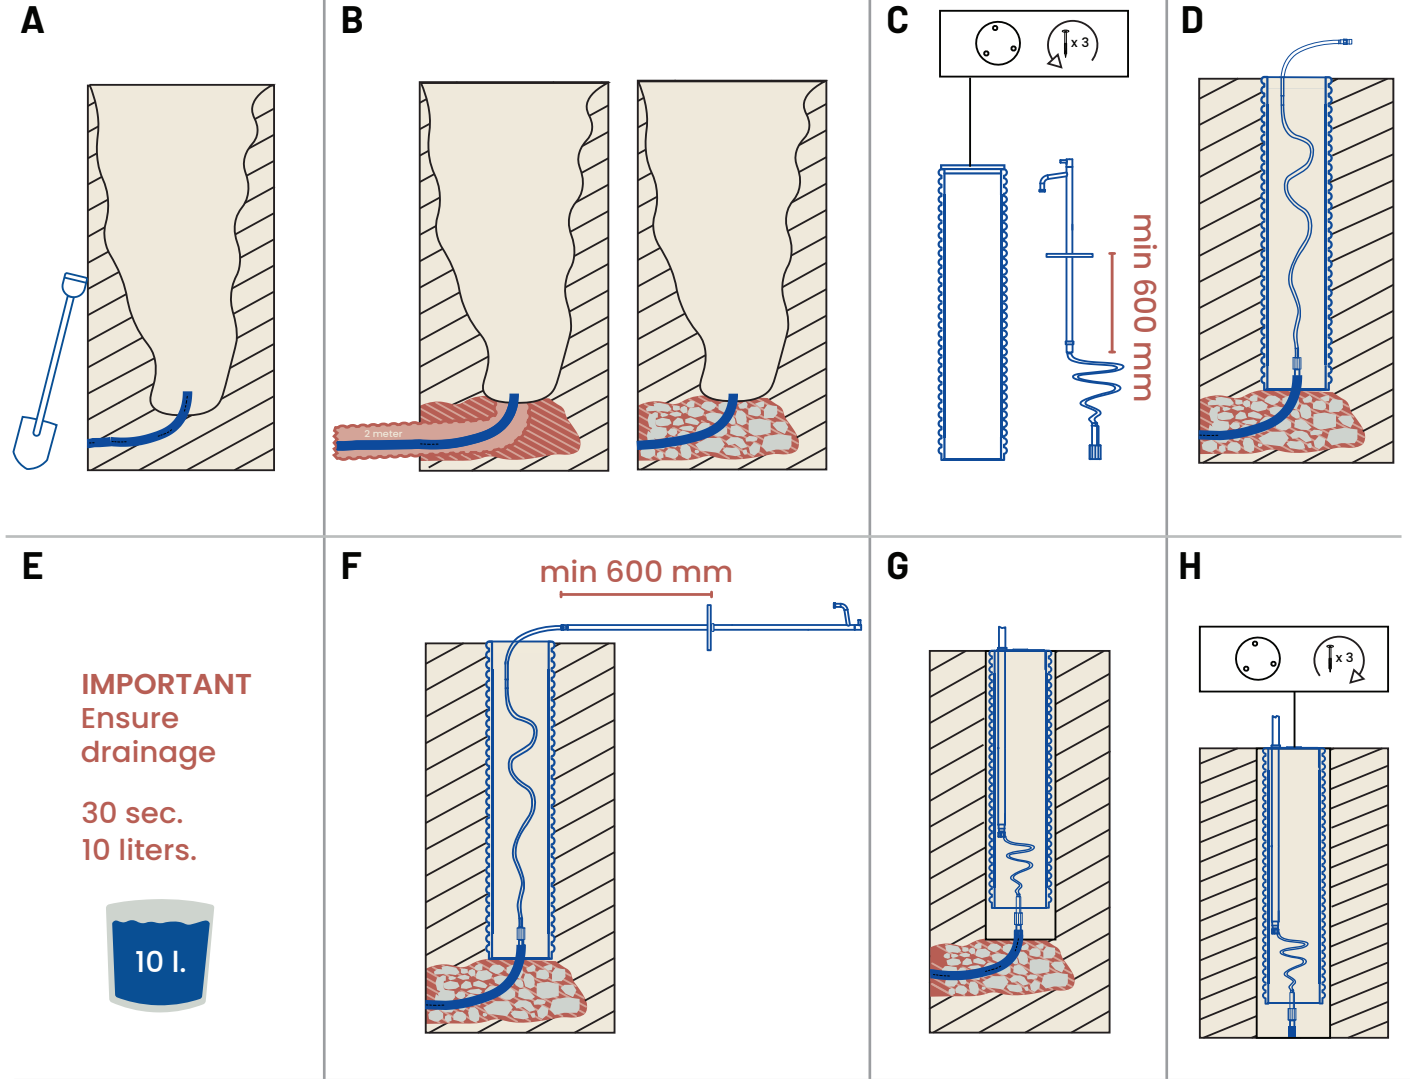 A
B
2 meter
C
x 3
min 600 mm
D
E
IMPORTANT
Ensure
drainage
30 sec.
10 liters.
10 l.
F
min 600 mm
G
H
x 3